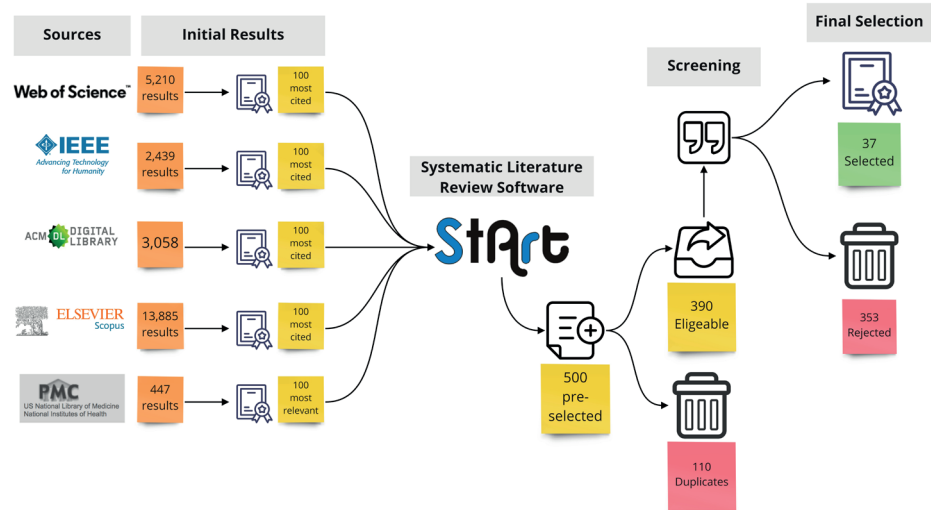 Sources
Initial Results
Final Selection
Screening
Web of Science™
5,210
results
100
most
cited
IEEE
Advancing Technology
for Humanity
2,439
results
100
most
cited
ACM DL DIGITAL
LIBRARY
3,058
100
most
cited
ELSEVIER
Scopus
13,885
results
100
most
cited
PMC
US National Library of Medicine
National Institutes of Health
447
results
100
most
relevant
Systematic Literature
Review Software
StArt
500
pre-
selected
390
Eligeable
110
Duplicates
37
Selected
353
Rejected